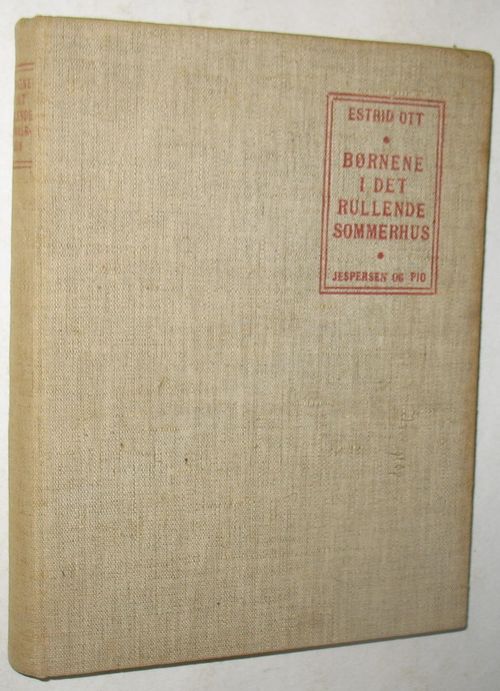 ESTRID OTT
BØRNENE
I DET
RULLENDE
SOMMERHUS
JESPERSEN OG PIO